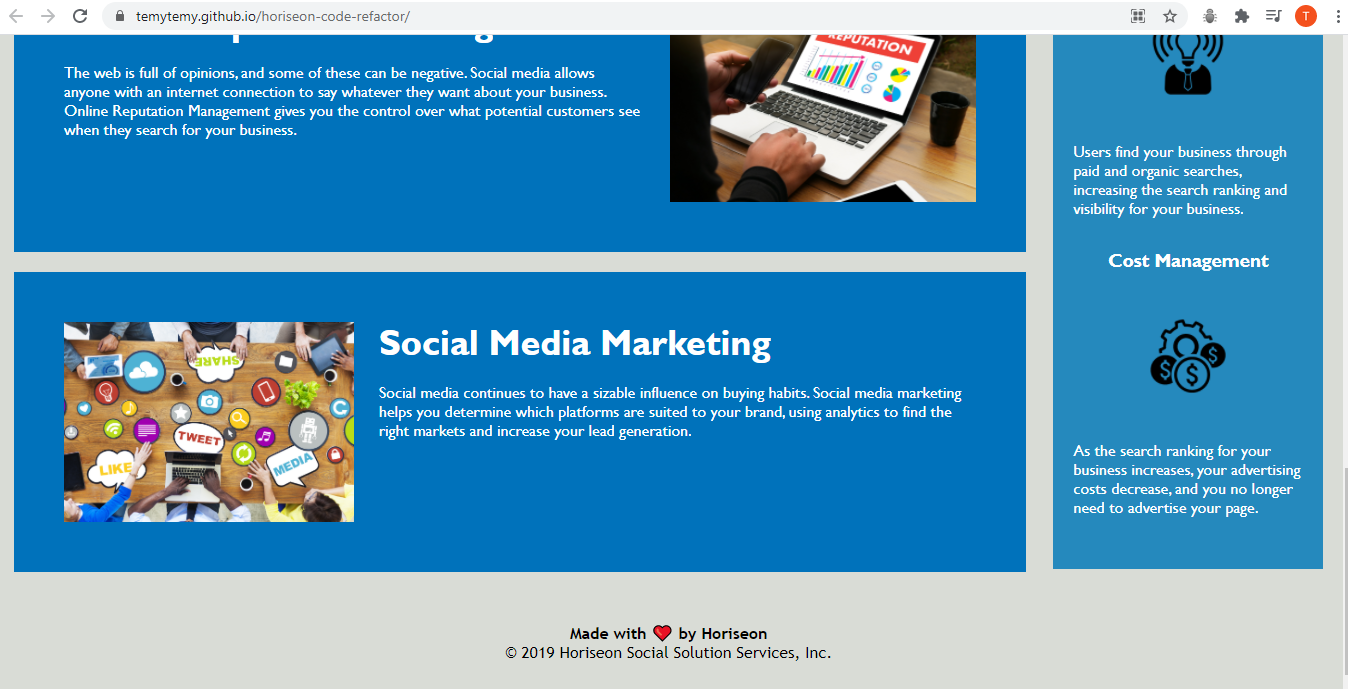 temytemy.github.io/horiseon-code-refactor/
T
The web is full of opinions, and some of these can be negative. Social media allows
anyone with an internet connection to say whatever they want about your business.
Online Reputation Management gives you the control over what potential customers see
when they search for your business.
REPUTATION
Social Media Marketing
Social media continues to have a sizable influence on buying habits. Social media marketing
helps you determine which platforms are suited to your brand, using analytics to find the
right markets and increase your lead generation.
SHARE
TWEET
LIKE
MEDIA
Users find your business through
paid and organic searches,
increasing the search ranking and
visibility for your business.
Cost Management
$
$
$
As the search ranking for your
business increases, your advertising
costs decrease, and you no longer
need to advertise your page.
Made with ❤ by Horiseon
© 2019 Horiseon Social Solution Services, Inc.